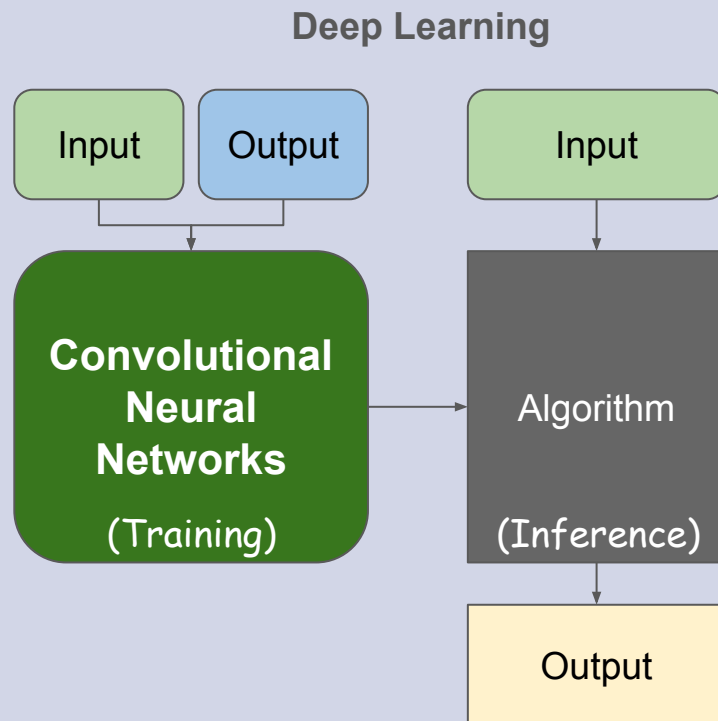 Deep Learning
Input
Output
Input
Convolutional
Neural
Networks
(Training)
Algorithm
(Inference)
Output